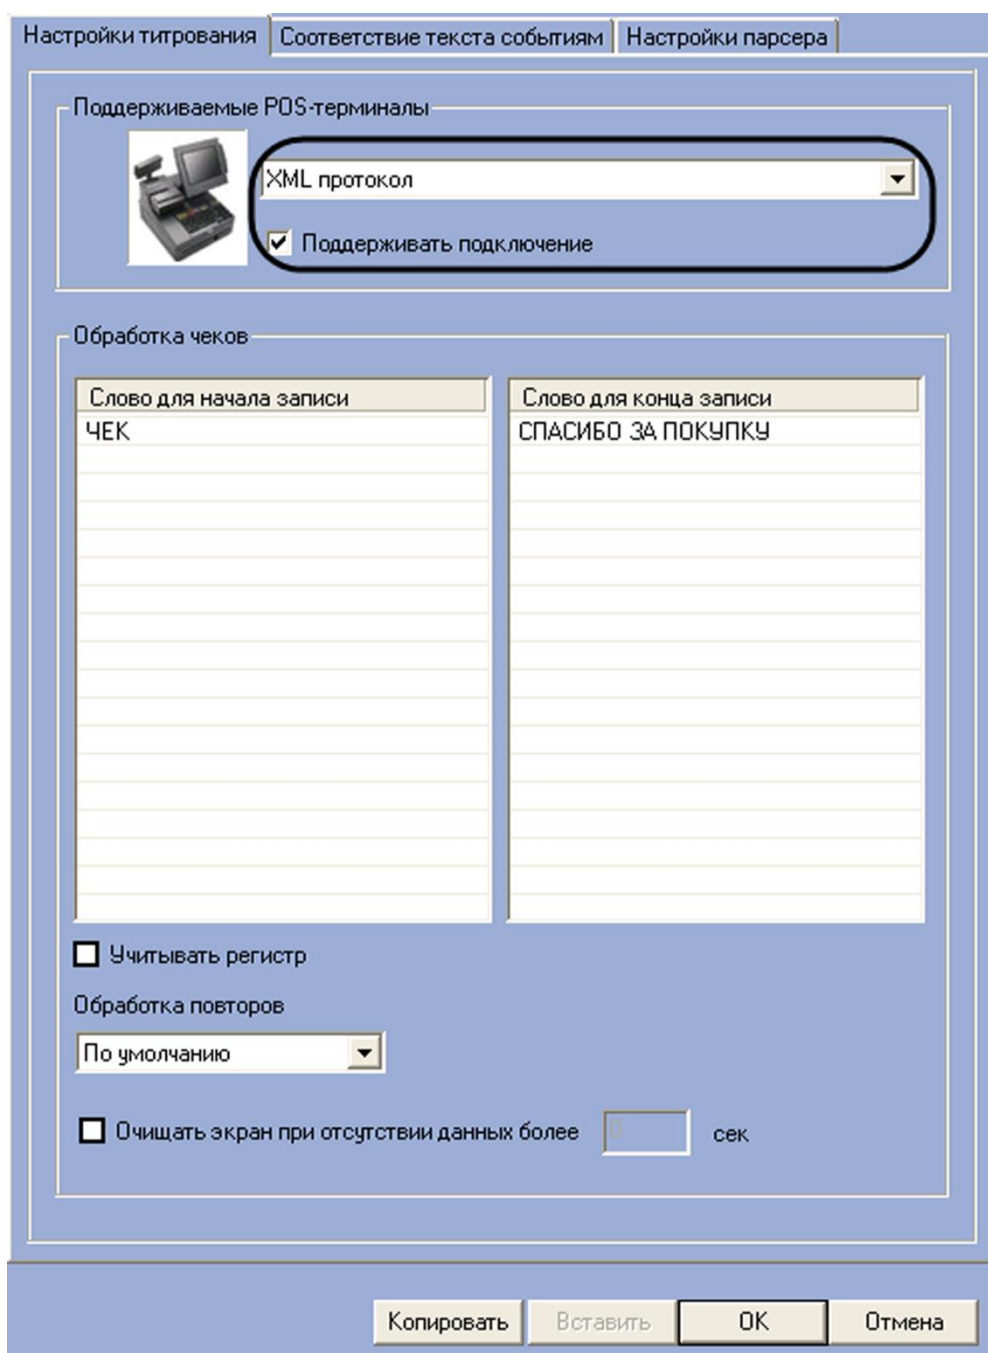 Настройки титрования Соответствие текста событиям Настройки парсера
Поддерживаемые POS-терминалы
XML протокол
Поддерживать подключение
Обработка чеков
Слово для начала записи Слово для конца записи
ЧЕК СПАСИБО ЗА ПОКУПКУ
Учитывать регистр
Обработка повторов
По умолчанию
Очищать экран при отсутствии данных более 0 сек
Копировать Вставить OK Отмена